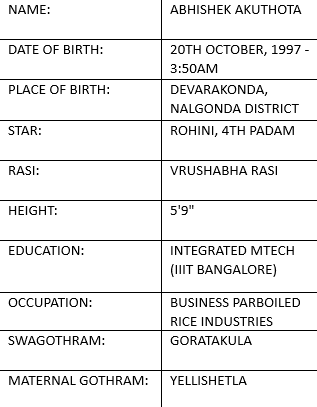 NAME: ABHISHEK AKUTHOTA
DATE OF BIRTH: 20TH OCTOBER, 1997 -
3:50AM
PLACE OF BIRTH: DEVARAKONDA,
NALGONDA DISTRICT
STAR: ROHINI, 4TH PADAM
RASI: VRUSHABHA RASI
HEIGHT: 5'9"
EDUCATION: INTEGRATED MTECH
(IIIT BANGALORE)
OCCUPATION: BUSINESS PARBOILED
RICE INDUSTRIES
SWAGOTHRAM: GORATAKULA
MATERNAL GOTHRAM: YELLISHETLA